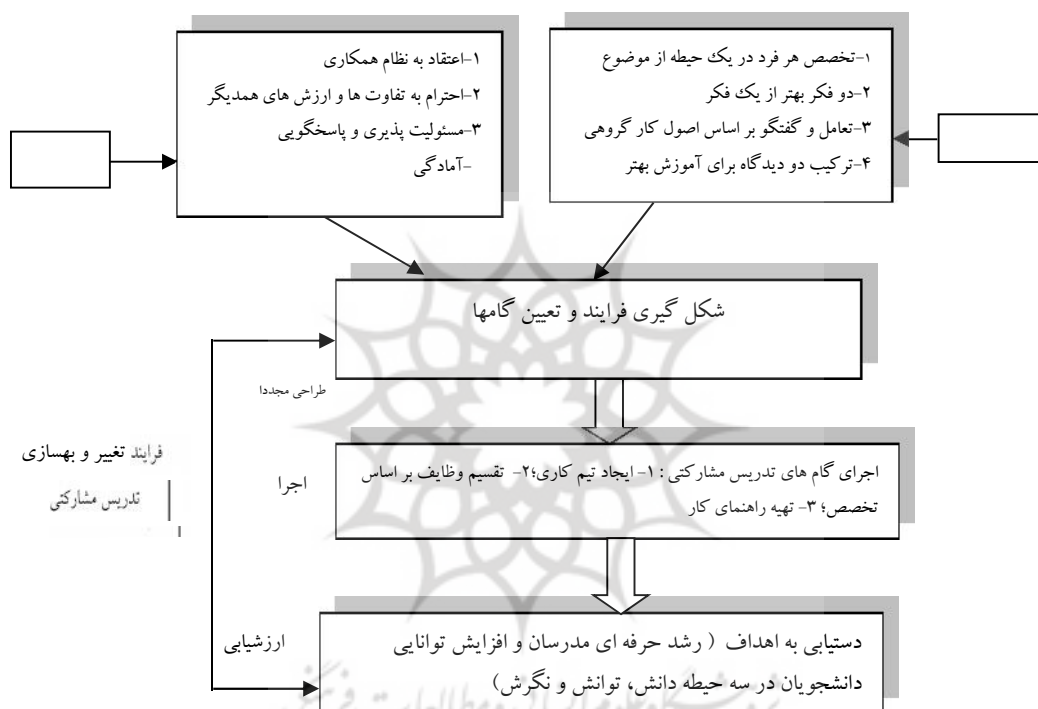 ۱-تخصص هر فرد در یک حیطه از موضوع
۲-دو فکر بهتر از یک فکر
۳-تعامل و گفتگو بر اساس اصول کار گروهی
۴-ترکیب دو دیدگاه برای آموزش بهتر
۱-اعتقاد به نظام همکاری
۲-احترام به تفاوت ها و ارزش های همدیگر
۳-مسئولیت پذیری و پاسخگویی
-آمادگی
شکل گیری فرایند و تعیین گامها
طراحی مجددا
اجرای گام های تدریس مشارکتی : ۱- ایجاد تیم کاری؛۲- تقسیم وظایف بر اساس
تخصص؛ ۳- تهیه راهنمای کار
اجرا
فرایند تغییر و بهسازی
تدریس مشارکتی
دستیابی به اهداف ( رشد حرفه ای مدرسان و افزایش توانایی
دانشجویان در سه حیطه دانش، توانش و نگرش)
ارزشیابی